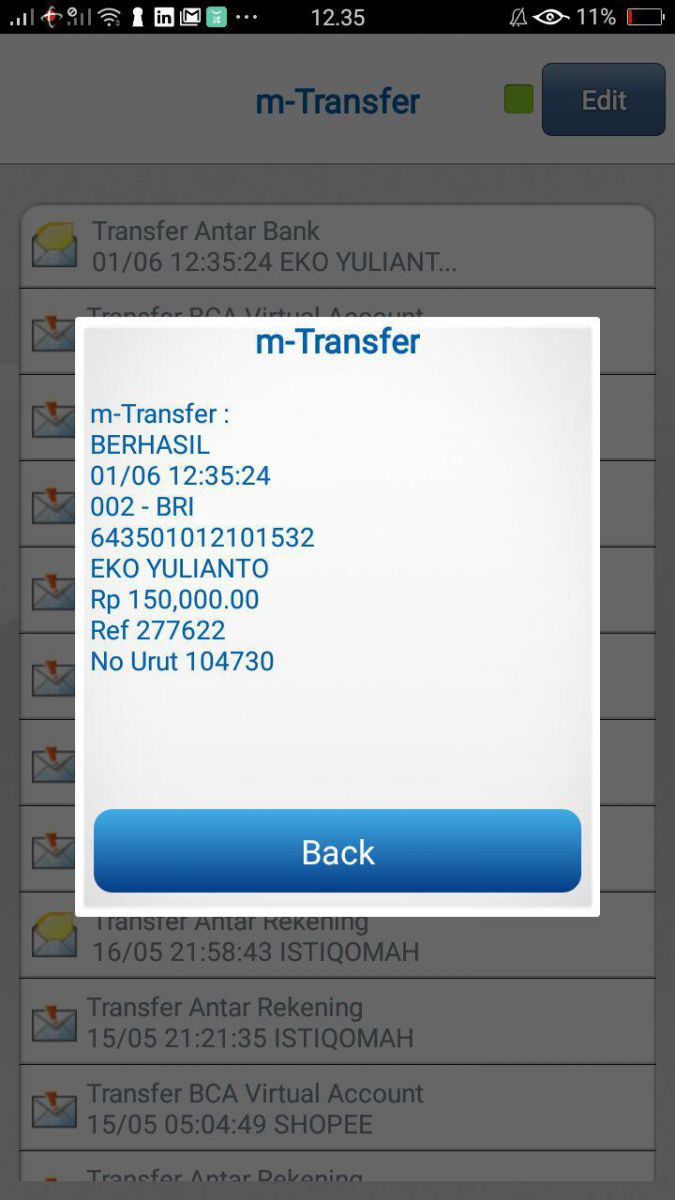 12.35
11%
m-Transfer
Edit
Transfer Antar Bank
01/06 12:35:24 EKO YULIANT...
Transfer BCA Virtual Account
m-Transfer
m-Transfer :
BERHASIL
01/06 12:35:24
002 - BRI
643501012101532
EKO YULIANTO
Rp 150,000.00
Ref 277622
No Urut 104730
Back
Transfer Antar Rekening
16/05 21:58:43 ISTIQOMAH
Transfer Antar Rekening
15/05 21:21:35 ISTIQOMAH
Transfer BCA Virtual Account
15/05 05:04:49 SHOPEE
Transfer Antar Rekening